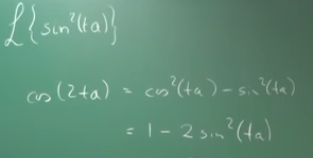 ℒ{sin²(ta)}
cos(2ta) = cos²(ta) - sin²(ta)
= 1 - 2 sin²(ta)